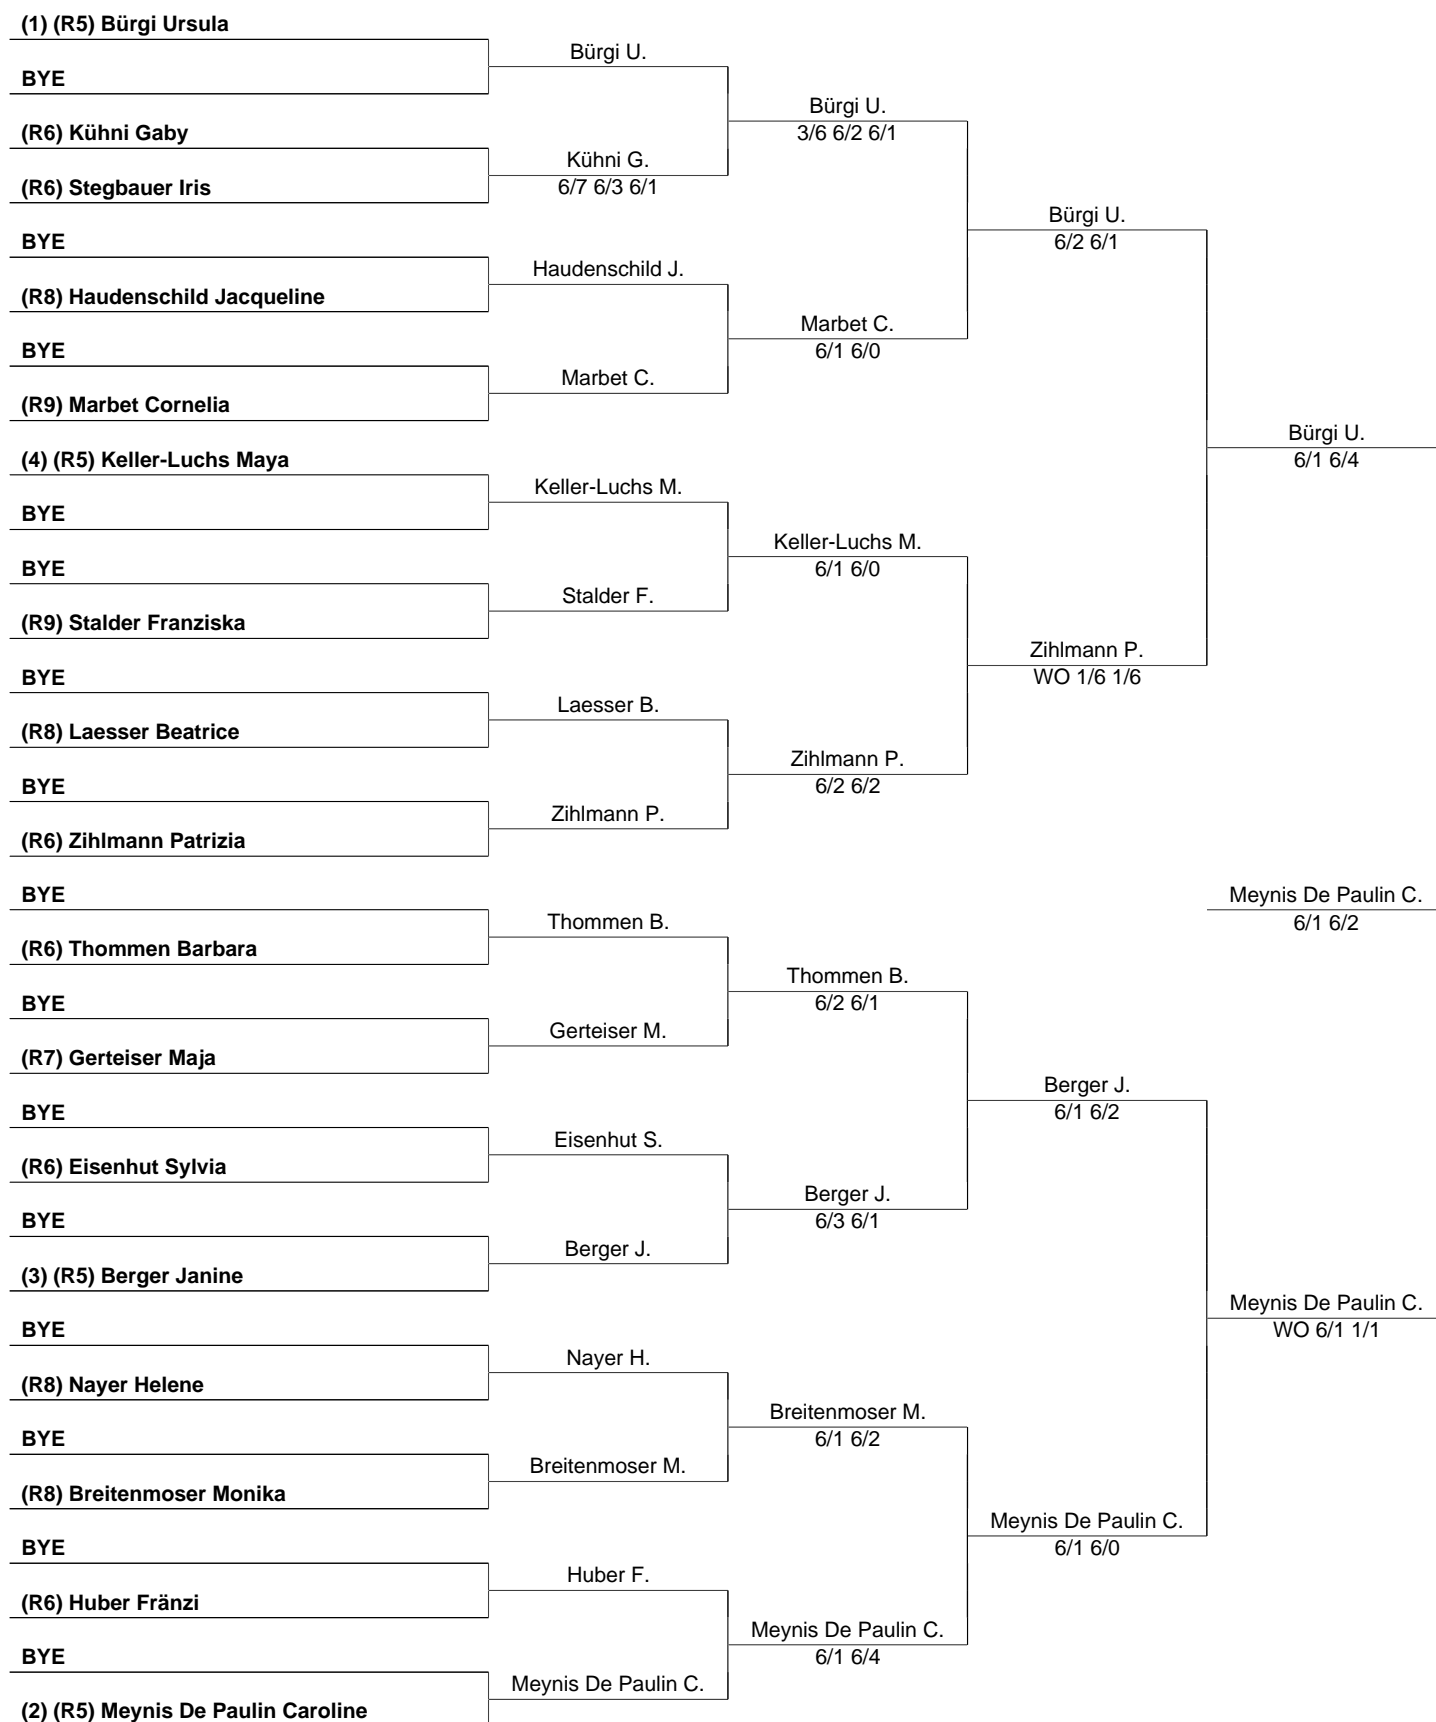 (1) (R5) Bürgi Ursula
BYE
(R6) Kühni Gaby
(R6) Stegbauer Iris
BYE
(R8) Haudenschild Jacqueline
BYE
(R9) Marbet Cornelia
(4) (R5) Keller-Luchs Maya
BYE
BYE
(R9) Stalder Franziska
BYE
(R8) Laesser Beatrice
BYE
(R6) Zihlmann Patrizia
BYE
(R6) Thommen Barbara
BYE
(R7) Gerteiser Maja
BYE
(R6) Eisenhut Sylvia
BYE
(3) (R5) Berger Janine
BYE
(R8) Nayer Helene
BYE
(R8) Breitenmoser Monika
BYE
(R6) Huber Fränzi
BYE
(2) (R5) Meynis De Paulin Caroline
Bürgi U.
Kühni G.
6/7 6/3 6/1
Haudenschild J.
Marbet C.
Keller-Luchs M.
Stalder F.
Laesser B.
Zihlmann P.
Thommen B.
Gerteiser M.
Eisenhut S.
Berger J.
Nayer H.
Breitenmoser M.
Huber F.
Meynis De Paulin C.
Bürgi U.
3/6 6/2 6/1
Marbet C.
6/1 6/0
Keller-Luchs M.
6/1 6/0
Zihlmann P.
6/2 6/2
Thommen B.
6/2 6/1
Berger J.
6/3 6/1
Breitenmoser M.
6/1 6/2
Meynis De Paulin C.
6/1 6/4
Bürgi U.
6/2 6/1
Zihlmann P.
WO 1/6 1/6
Berger J.
6/1 6/2
Meynis De Paulin C.
6/1 6/0
Bürgi U.
6/1 6/4
Meynis De Paulin C.
6/1 6/2
Meynis De Paulin C.
WO 6/1 1/1